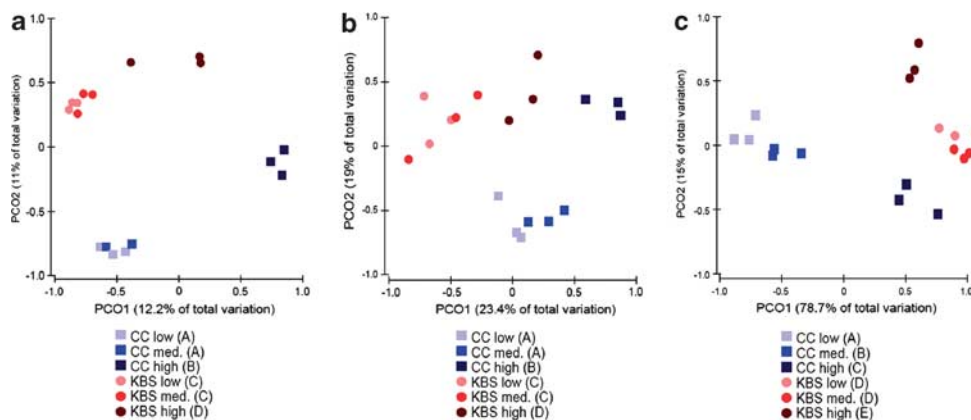 a
1.0
0.5
0
-0.5
-1.0
PCO2 (11% of total variation)
-1.0 -0.5 0 0.5 1.0
PCO1 (12.2% of total variation)
CC low (A)
CC med. (A)
CC high (B)
KBS low (C)
KBS med. (C)
KBS high (D)
b
1.0
0.5
0
-0.5
-1.0
PCO2 (19% of total variation)
-1.0 -0.5 0 0.5 1.0
PCO1 (23.4% of total variation)
CC low (A)
CC med. (A)
CC high (B)
KBS low (C)
KBS med. (C)
KBS high (D)
c
1.0
0.5
0
-0.5
-1.0
PCO2 (15% of total variation)
-1.0 -0.5 0 0.5 1.0
PCO1 (78.7% of total variation)
CC low (A)
CC med. (B)
CC high (C)
KBS low (D)
KBS med. (D)
KBS high (E)